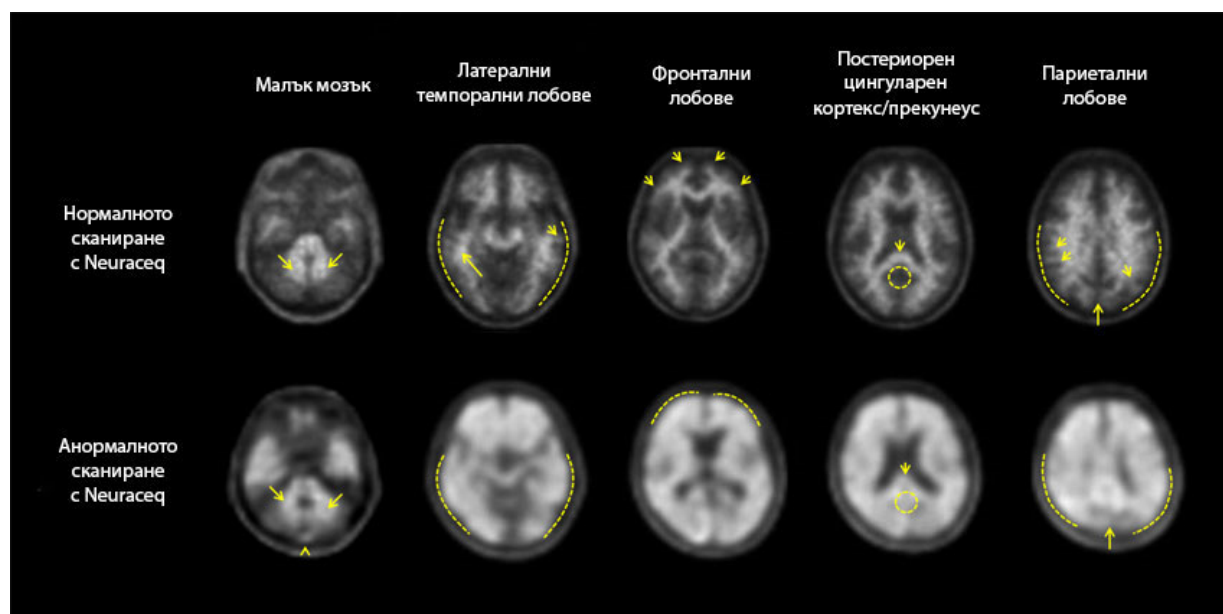 Малък мозък
Латерални
темпорални лобове
Фронтални
лобове
Постериорен
цингуларен
кортекс/прекунеус
Париетални
лобове
Нормалното
сканиране
с Neuraceq
Анормалното
сканиране
с Neuraceq